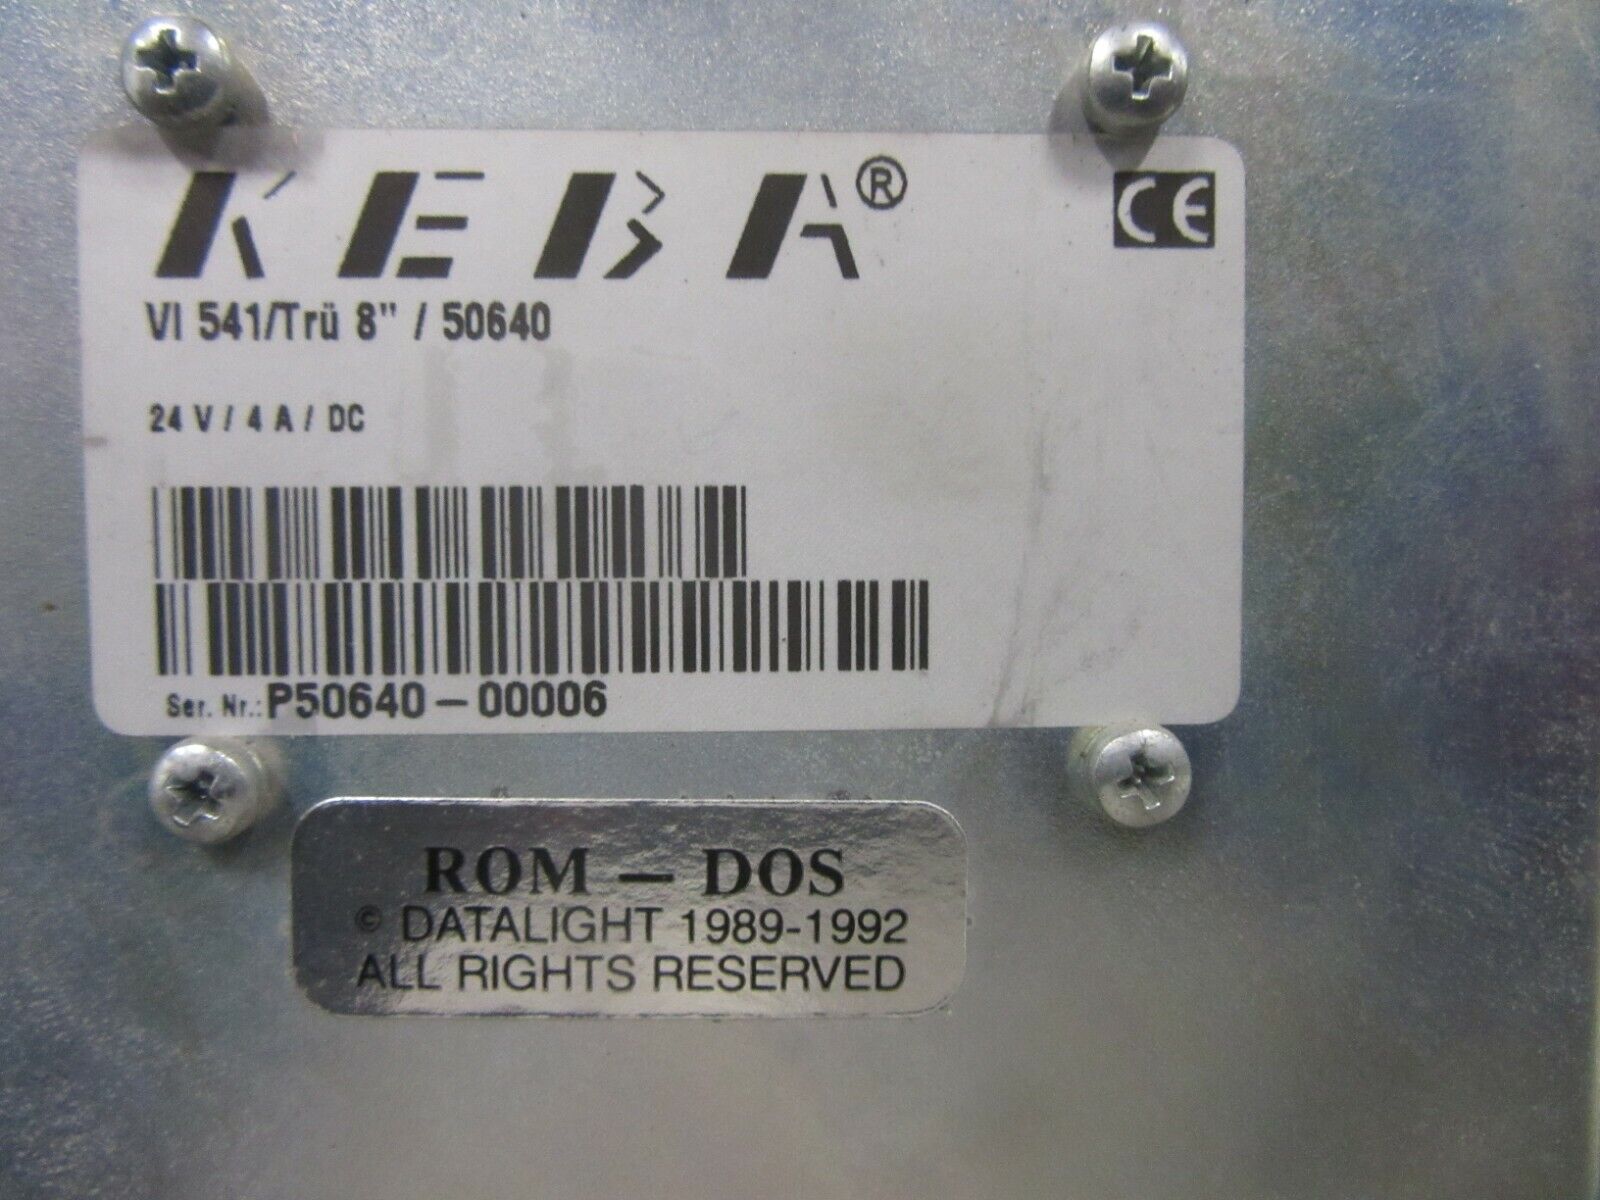 KEBA®
CE
VI 541/Trü 8" / 50640
24 V / 4 A / DC
Ser. Nr.: P50640-00006
ROM — DOS
© DATALIGHT 1989-1992
ALL RIGHTS RESERVED